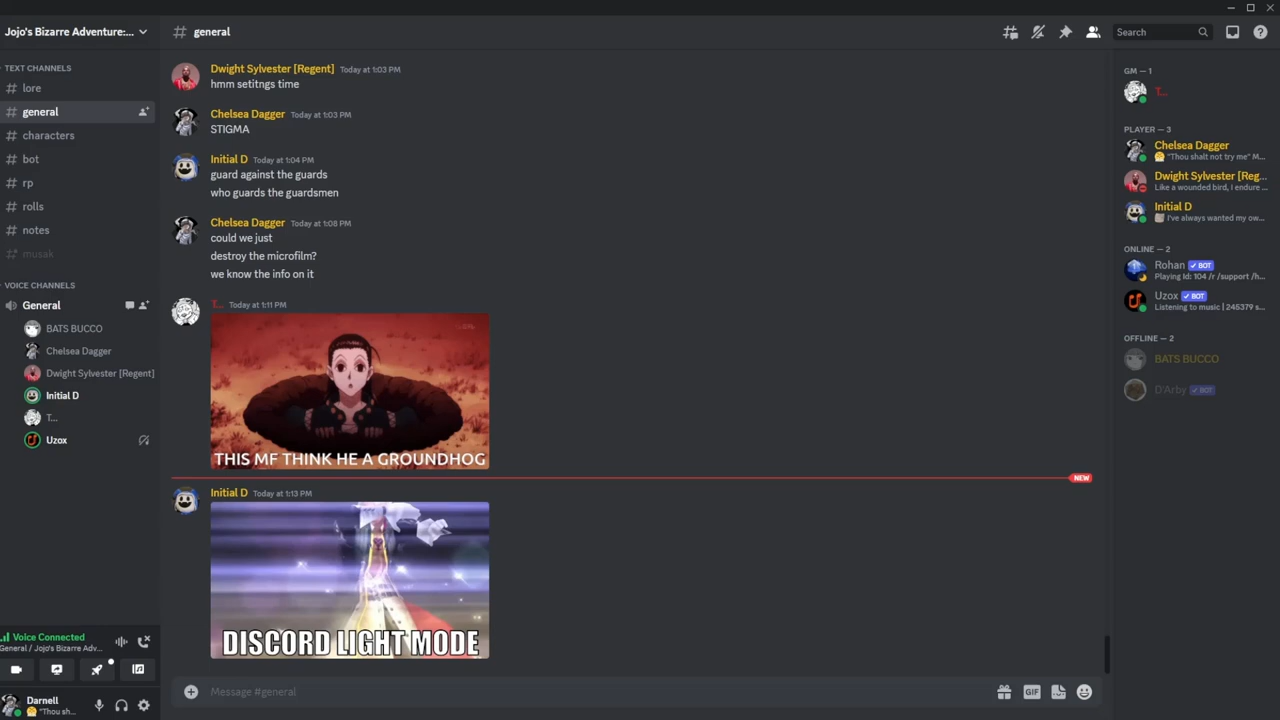 Jojo's Bizarre Adventure:...
# general
Search
TEXT CHANNELS
# lore
# general
# characters
# bot
# rp
# rolls
# notes
# musak
VOICE CHANNELS
General
BATS BUCCO
Chelsea Dagger
Dwight Sylvester [Regent]
Initial D
T...
Uzox
Voice Connected
General / Jojo's Bizarre Adv...
Darnell
"Thou sh...
Dwight Sylvester [Regent] Today at 1:03 PM
hmm setitngs time
Chelsea Dagger Today at 1:03 PM
STIGMA
Initial D Today at 1:04 PM
guard against the guards
who guards the guardsmen
Chelsea Dagger Today at 1:08 PM
could we just
destroy the microfilm?
we know the info on it
T... Today at 1:11 PM
THIS MF THINK HE A GROUNDHOG
NEW
Initial D Today at 1:13 PM
DISCORD LIGHT MODE
Message #general
GIF
GM — 1
T...
PLAYER — 3
Chelsea Dagger
"Thou shalt not try me" M...
Dwight Sylvester [Reg...
Like a wounded bird, I endure ...
Initial D
I've always wanted my ow...
ONLINE — 2
Rohan ✓ BOT
Playing Id: 104 /r /support /h...
Uzox ✓ BOT
Listening to music | 245379 s...
OFFLINE — 2
BATS BUCCO
D'Arby ✓ BOT